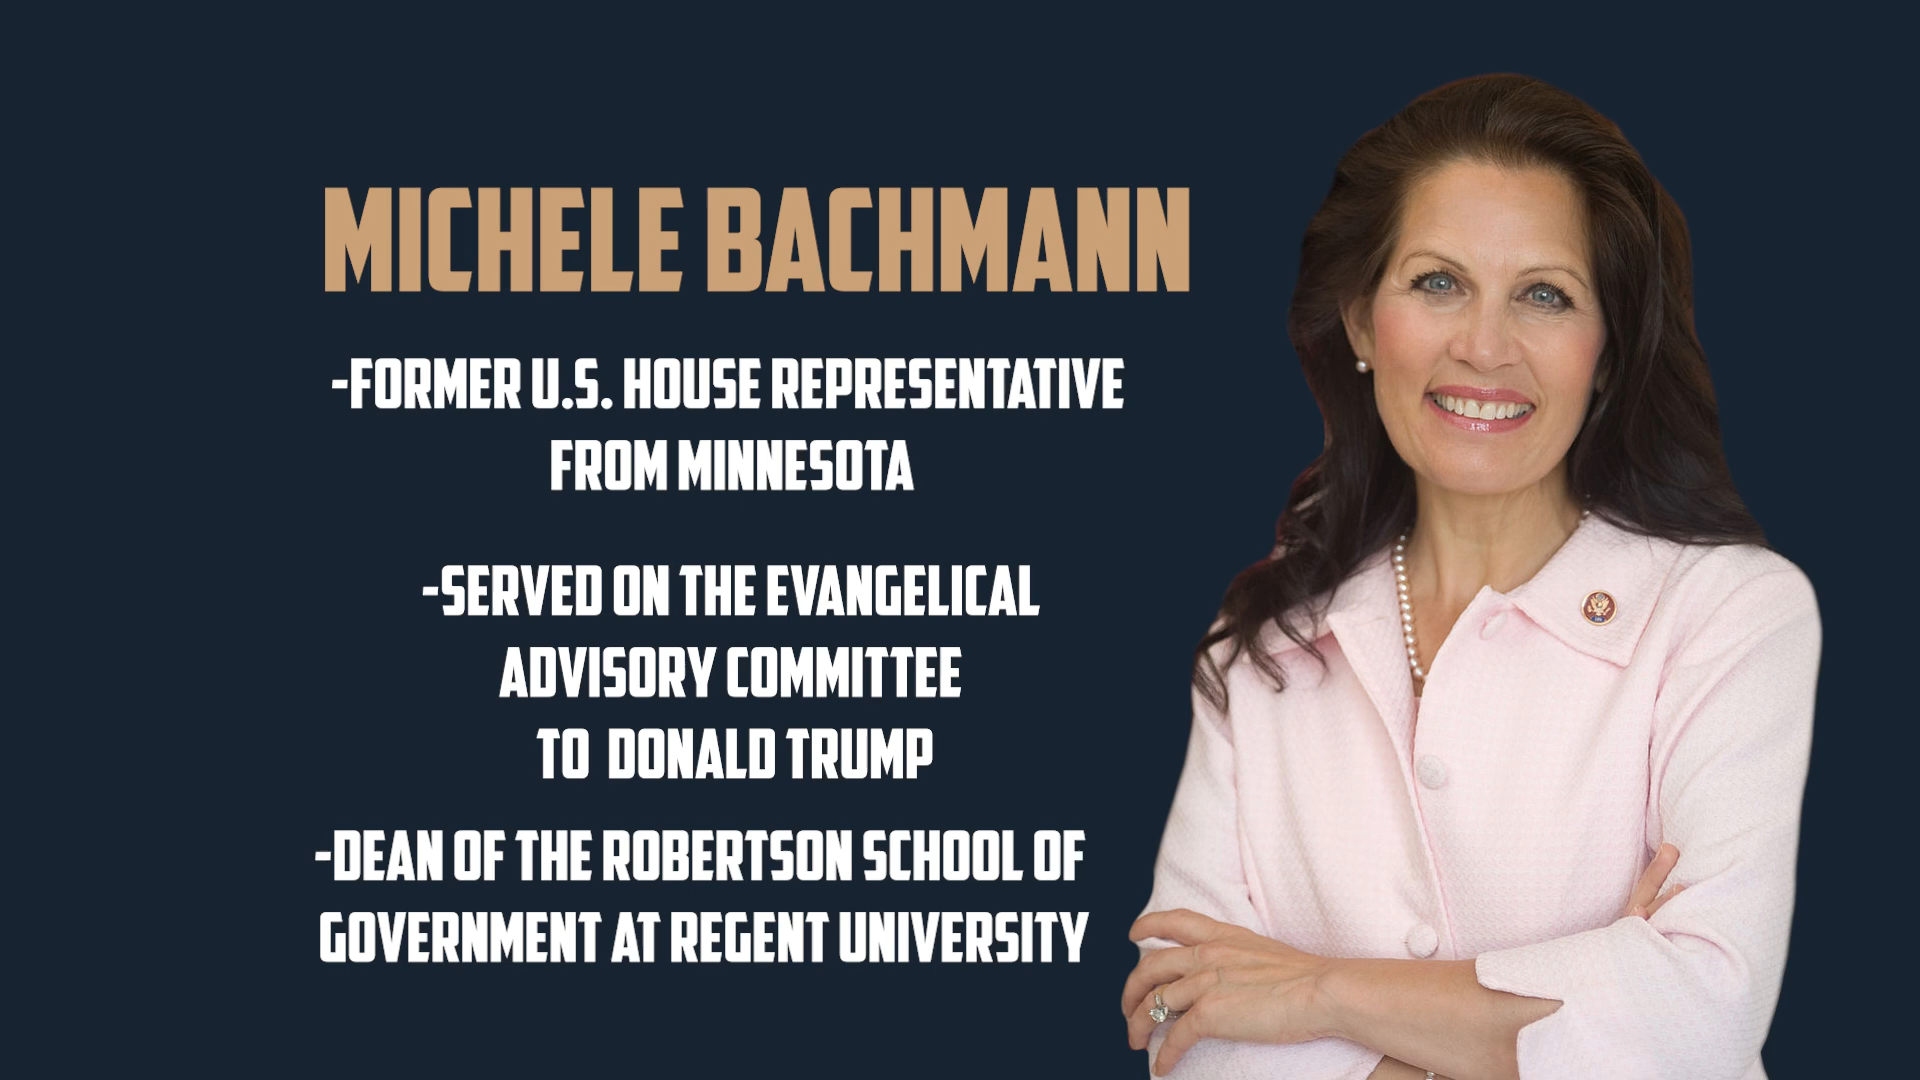 MICHELE BACHMANN
-FORMER U.S. HOUSE REPRESENTATIVE
FROM MINNESOTA
-SERVED ON THE EVANGELICAL
ADVISORY COMMITTEE
TO DONALD TRUMP
-DEAN OF THE ROBERTSON SCHOOL OF
GOVERNMENT AT REGENT UNIVERSITY